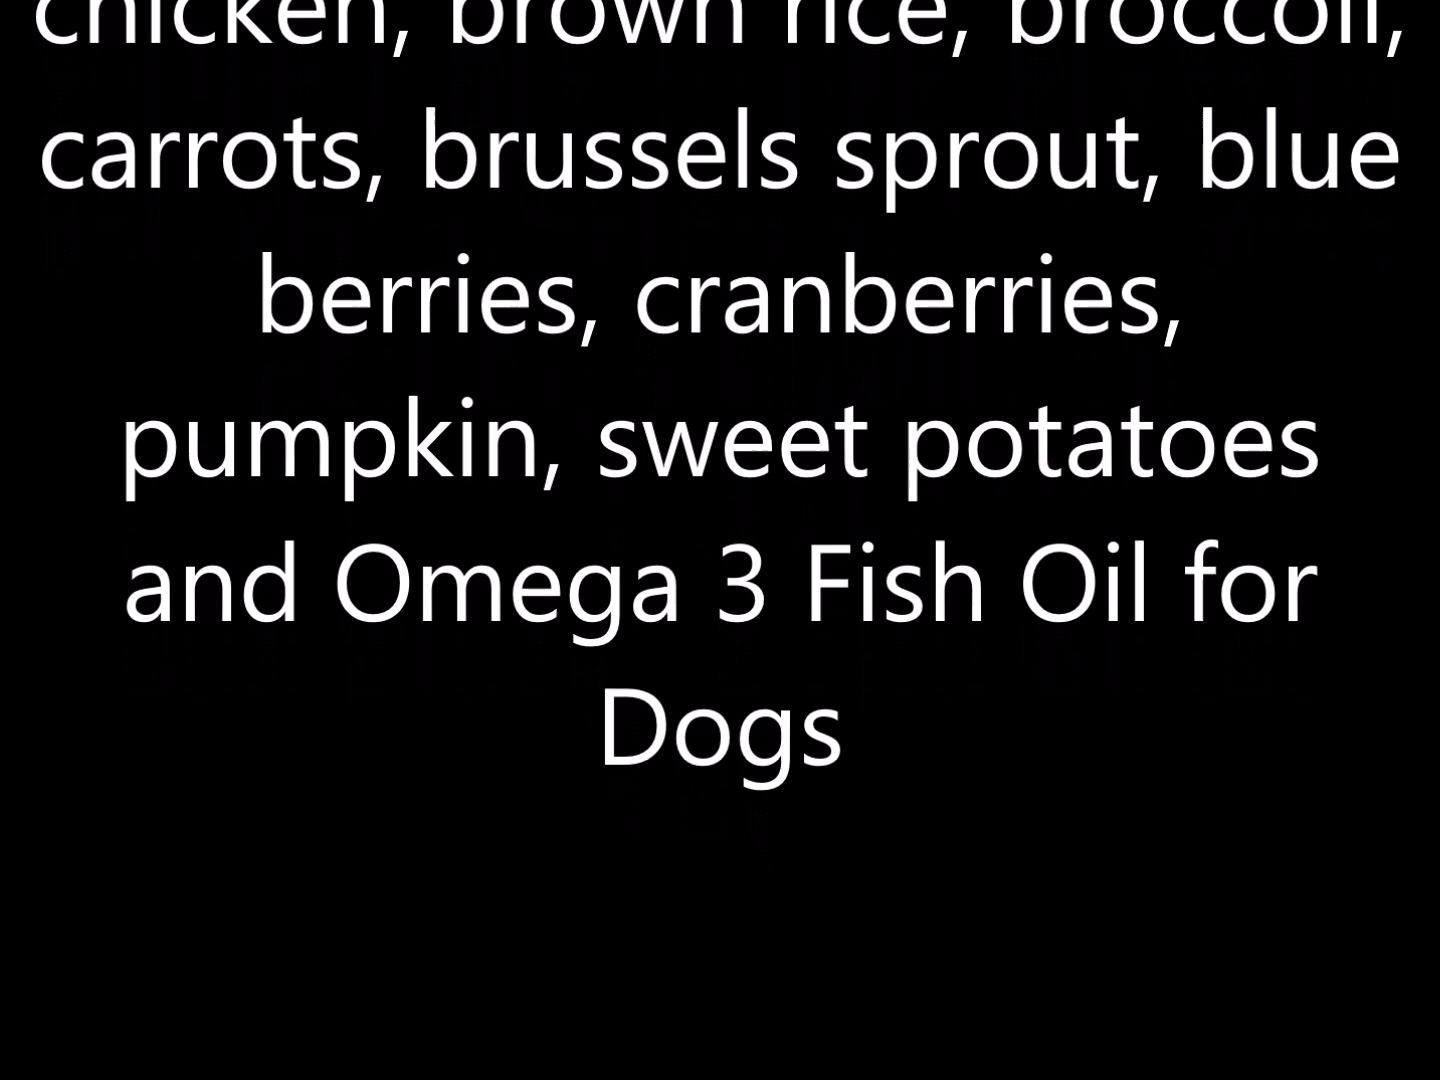 chicken, brown rice, broccoli,
carrots, brussels sprout, blue
berries, cranberries,
pumpkin, sweet potatoes
and Omega 3 Fish Oil for
Dogs